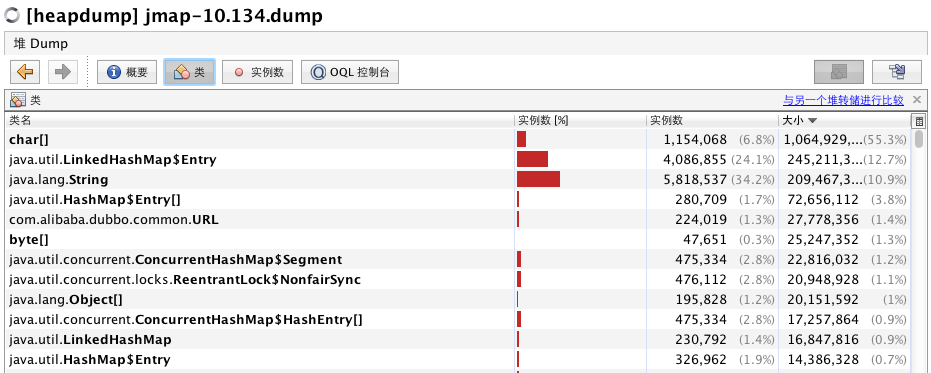 [heapdump] jmap-10.134.dump
堆 Dump
概要 类 实例数 OQL 控制台
类 与另一个堆转储进行比较
类名 实例数 [%] 实例数 大小
char[] 1,154,068 (6.8%) 1,064,929,...(55.3%)
java.util.LinkedHashMap$Entry 4,086,855 (24.1%) 245,211,3...(12.7%)
java.lang.String 5,818,537 (34.2%) 209,467,3...(10.9%)
java.util.HashMap$Entry[] 280,709 (1.7%) 72,656,112 (3.8%)
com.alibaba.dubbo.common.URL 224,019 (1.3%) 27,778,356 (1.4%)
byte[] 47,651 (0.3%) 25,247,352 (1.3%)
java.util.concurrent.ConcurrentHashMap$Segment 475,334 (2.8%) 22,816,032 (1.2%)
java.util.concurrent.locks.ReentrantLock$NonfairSync 476,112 (2.8%) 20,948,928 (1.1%)
java.lang.Object[] 195,828 (1.2%) 20,151,592 (1%)
java.util.concurrent.ConcurrentHashMap$HashEntry[] 475,334 (2.8%) 17,257,864 (0.9%)
java.util.LinkedHashMap 230,792 (1.4%) 16,847,816 (0.9%)
java.util.HashMap$Entry 326,962 (1.9%) 14,386,328 (0.7%)